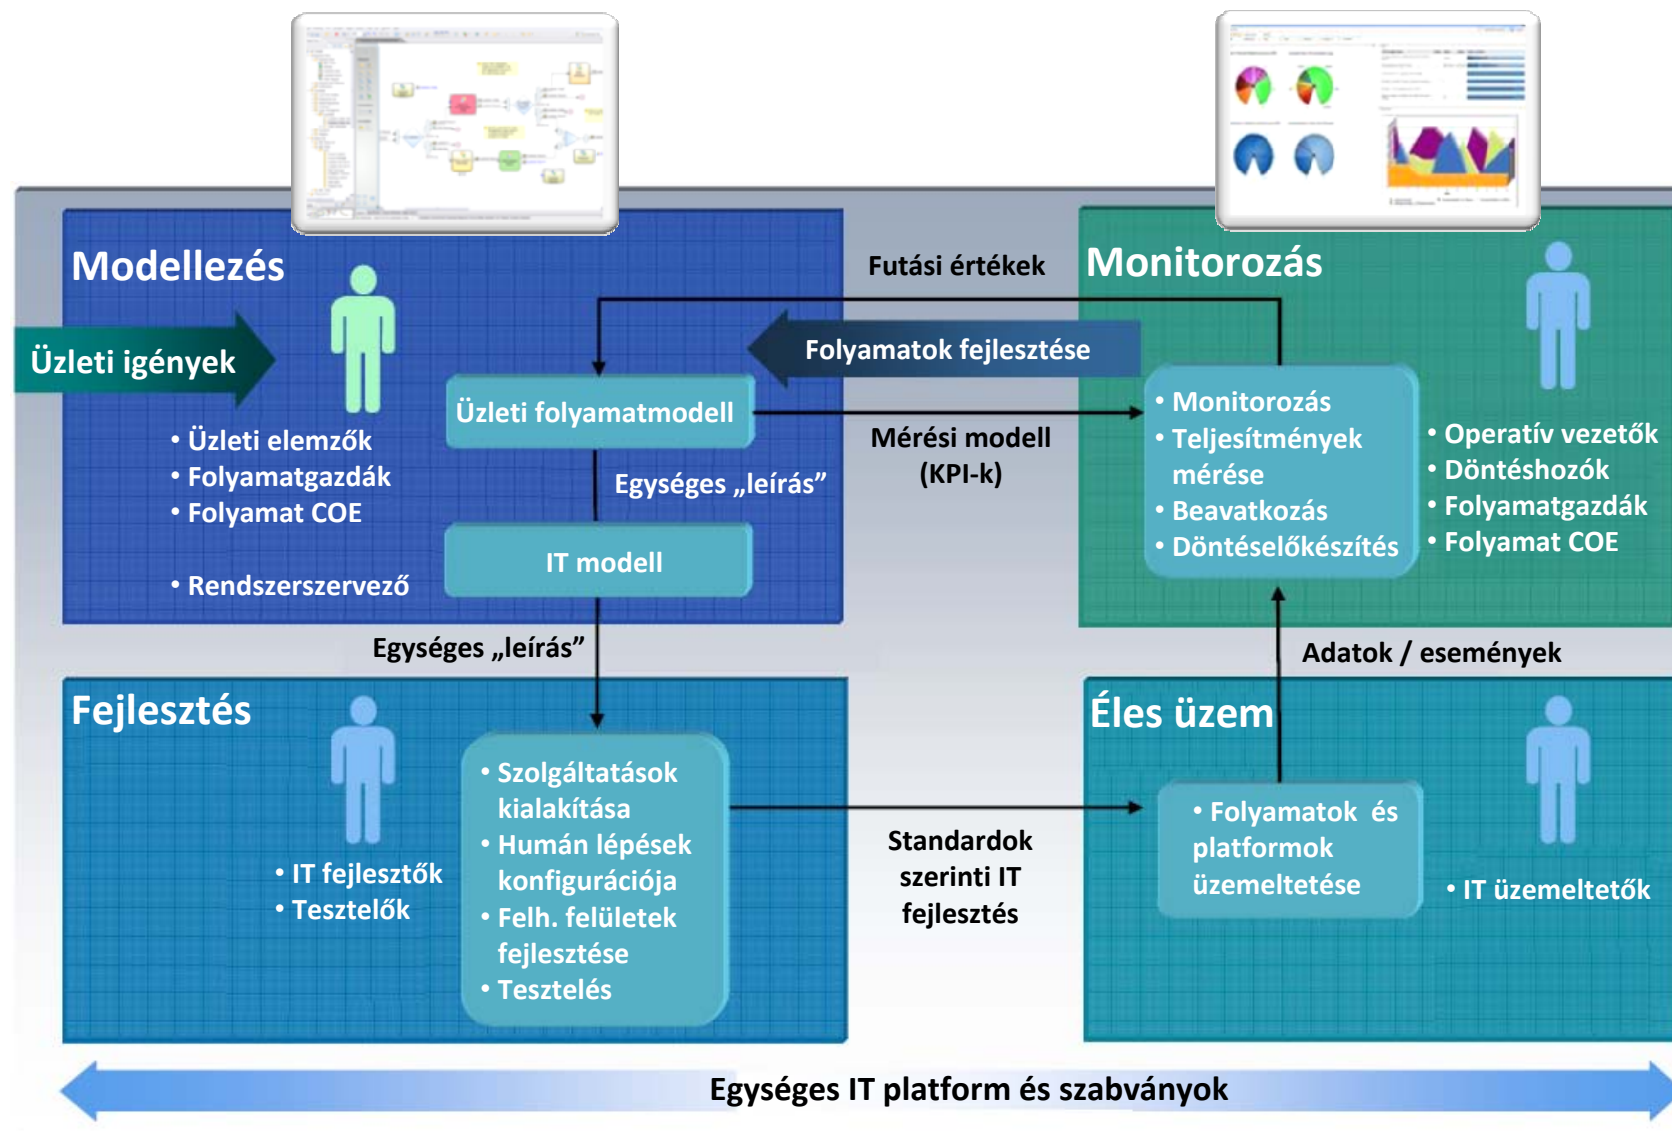 Modellezés
Üzleti igények
• Üzleti elemzők
• Folyamatgazdák
• Folyamat COE
• Rendszerszervező
Üzleti folyamatmodell
Egységes „leírás”
IT modell
Futási értékek
Folyamatok fejlesztése
Mérési modell
(KPI-k)
Monitorozás
• Monitorozás
• Teljesítmények
mérése
• Beavatkozás
• Döntéselőkészítés
• Operatív vezetők
• Döntéshozók
• Folyamatgazdák
• Folyamat COE
Egységes „leírás”
Adatok / események
Fejlesztés
• IT fejlesztők
• Tesztelők
• Szolgáltatások
kialakítása
• Humán lépések
konfigurációja
• Felh. felületek
fejlesztése
• Tesztelés
Standardok
szerinti IT
fejlesztés
Éles üzem
• Folyamatok és
platformok
üzemeltetése
• IT üzemeltetők
Egységes IT platform és szabványok